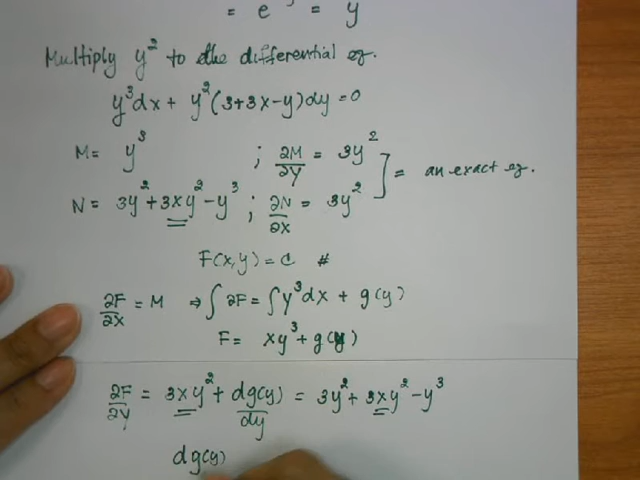 = e = y
Multiply y² to the differential eq.
y³dx + y²(3+3x-y)dy = 0
M = y³ ; ∂M/∂y = 3y²
N = 3y² + 3xy² - y³ ; ∂N/∂x = 3y² ] = an exact eq.
F(x,y) = C #
∂F/∂x = M ⇒ ∫∂F = ∫y³dx + g(y)
F = xy³ + g(y)
∂F/∂y = 3xy² + dg(y)/dy = 3y² + 3xy² - y³
dg(y)